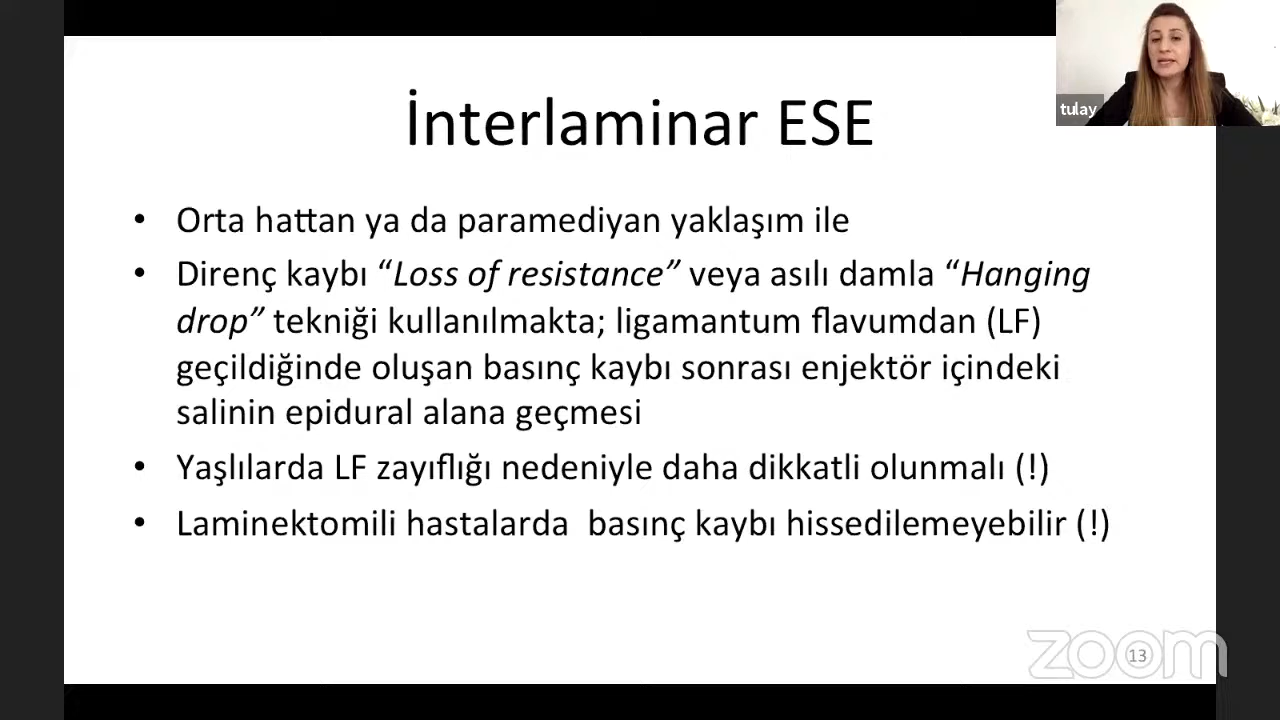 tulay
İnterlaminar ESE
• Orta hattan ya da paramediyan yaklaşım ile
• Direnç kaybı “Loss of resistance” veya asılı damla “Hanging
drop” tekniği kullanılmakta; ligamantum flavumdan (LF)
geçildiğinde oluşan basınç kaybı sonrası enjektör içindeki
salinin epidural alana geçmesi
• Yaşlılarda LF zayıflığı nedeniyle daha dikkatli olunmalı (!)
• Laminektomili hastalarda  basınç kaybı hissedilemeyebilir (!)
zoom
13